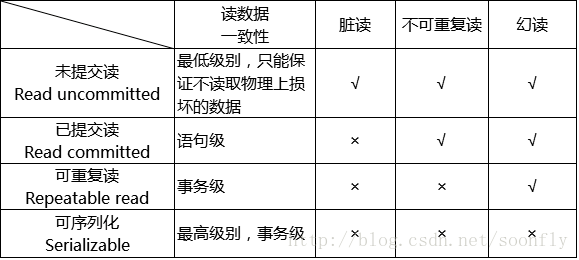 读数据
一致性
脏读
不可重复读
幻读
未提交读
Read uncommitted
最低级别，只能保
证不读取物理上损
坏的数据
√
√
√
已提交读
Read committed
语句级
×
√
√
可重复读
Repeatable read
事务级
×
×
√
可序列化
Serializable
最高级别，事务级
×
×
×
http://blog.csdn.net/soonfly